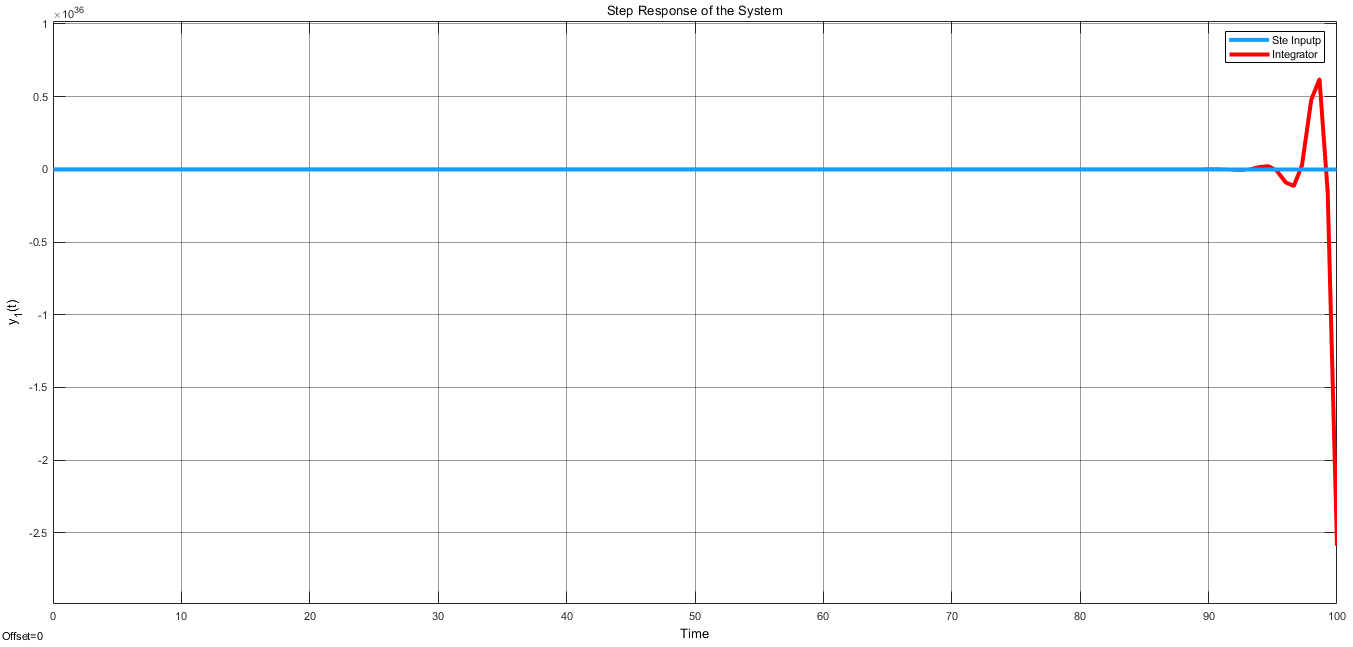 Step Response of the System
×10^36
Ste Inputp
Integrator
1
0.5
0
-0.5
-1
-1.5
-2
-2.5
y_1(t)
0 10 20 30 40 50 60 70 80 90 100
Time
Offset=0